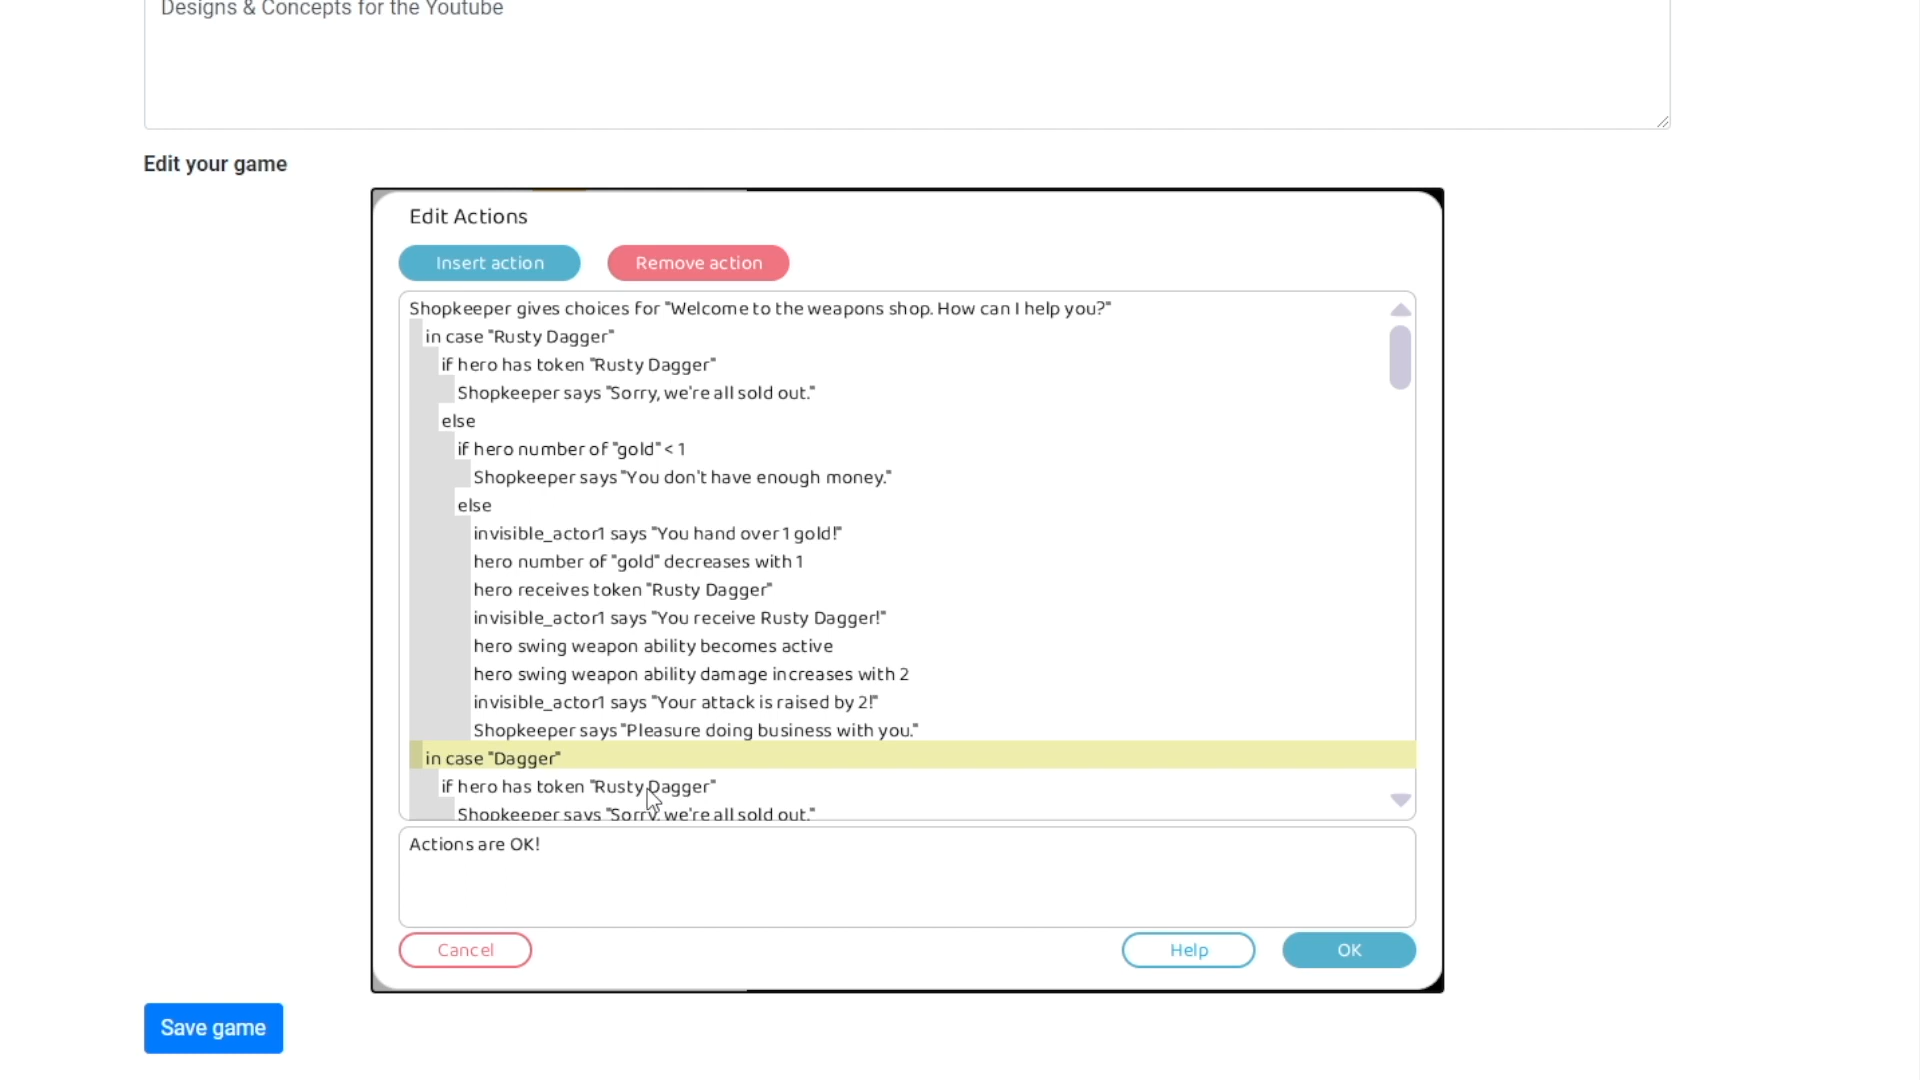 Designs & Concepts for the Youtube
Edit your game
Edit Actions
Insert action
Remove action
Shopkeeper gives choices for "Welcome to the weapons shop. How can I help you?"
in case "Rusty Dagger"
if hero has token "Rusty Dagger"
Shopkeeper says "Sorry, we're all sold out."
else
if hero number of "gold" < 1
Shopkeeper says "You don't have enough money."
else
invisible_actor1 says "You hand over 1 gold!"
hero number of "gold" decreases with 1
hero receives token "Rusty Dagger"
invisible_actor1 says "You receive Rusty Dagger!"
hero swing weapon ability becomes active
hero swing weapon ability damage increases with 2
invisible_actor1 says "Your attack is raised by 2!"
Shopkeeper says "Pleasure doing business with you."
in case "Dagger"
if hero has token "Rusty Dagger"
Shopkeeper says "Sorry, we're all sold out."
Actions are OK!
Cancel
Help
OK
Save game